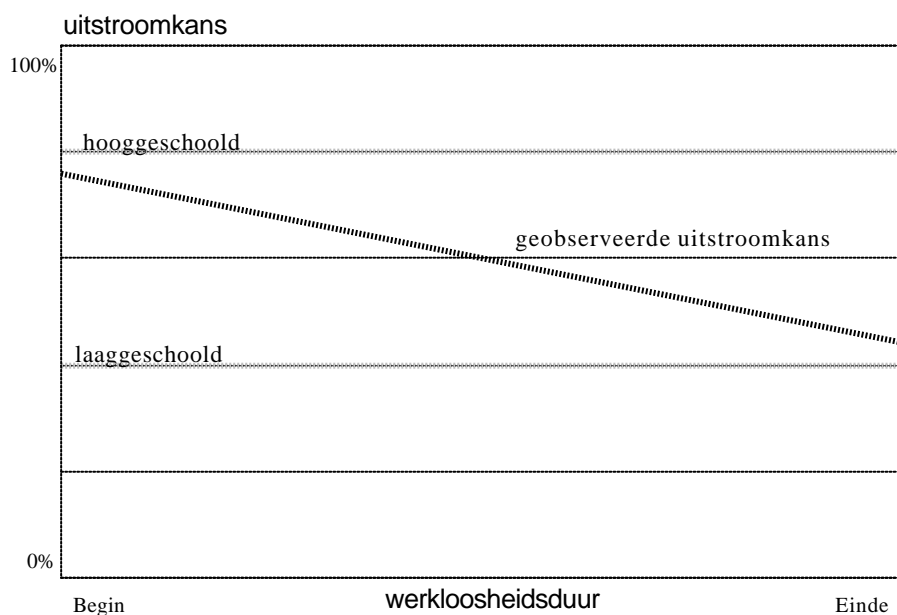 uitstroomkans
100%
hooggeschoold
geobserveerde uitstroomkans
laaggeschoold
0%
Begin werkloosheidsduur Einde